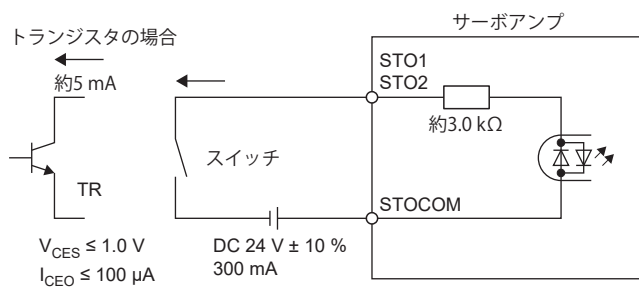 サーボアンプ
トランジスタの場合
約5 mA
STO1
STO2
約3.0 kΩ
スイッチ
TR
STOCOM
VCES ≤ 1.0 V
ICEO ≤ 100 μA
DC 24 V ± 10 %
300 mA